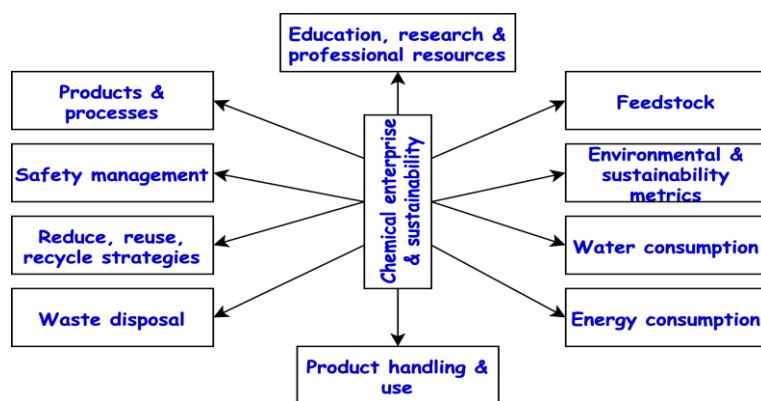 Education, research &
professional resources
Products &
processes
Feedstock
Safety management
Environmental &
sustainability
metrics
Chemical enterprise
& sustainability
Reduce, reuse,
recycle strategies
Water consumption
Waste disposal
Energy consumption
Product handling &
use